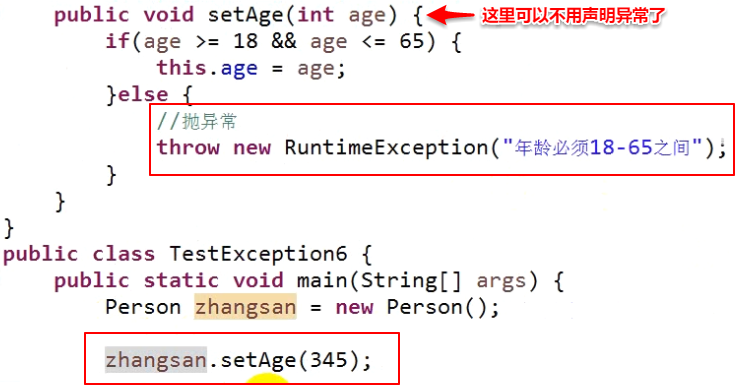 public void setAge(int age) { 这里可以不用声明异常了
if(age >= 18 && age <= 65) {
this.age = age;
}else {
//抛异常
throw new RuntimeException("年龄必须18-65之间");
}
}
}
public class TestException6 {
public static void main(String[] args) {
Person zhangsan = new Person();
zhangsan.setAge(345);